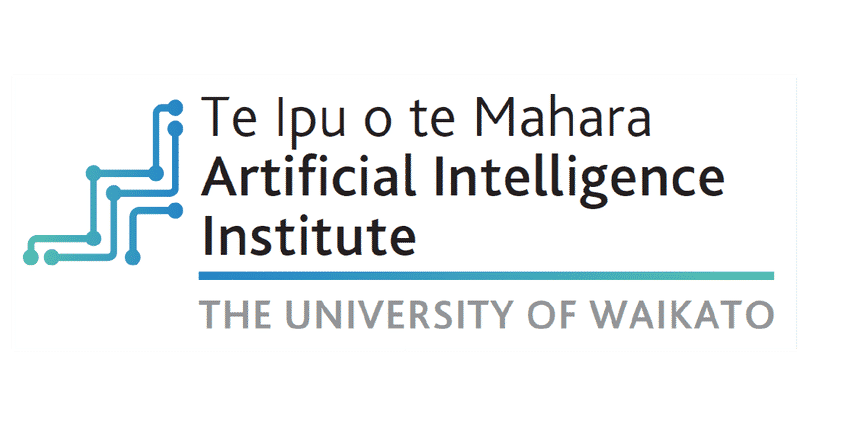 Te Ipu o te Mahara
Artificial Intelligence
Institute
THE UNIVERSITY OF WAIKATO